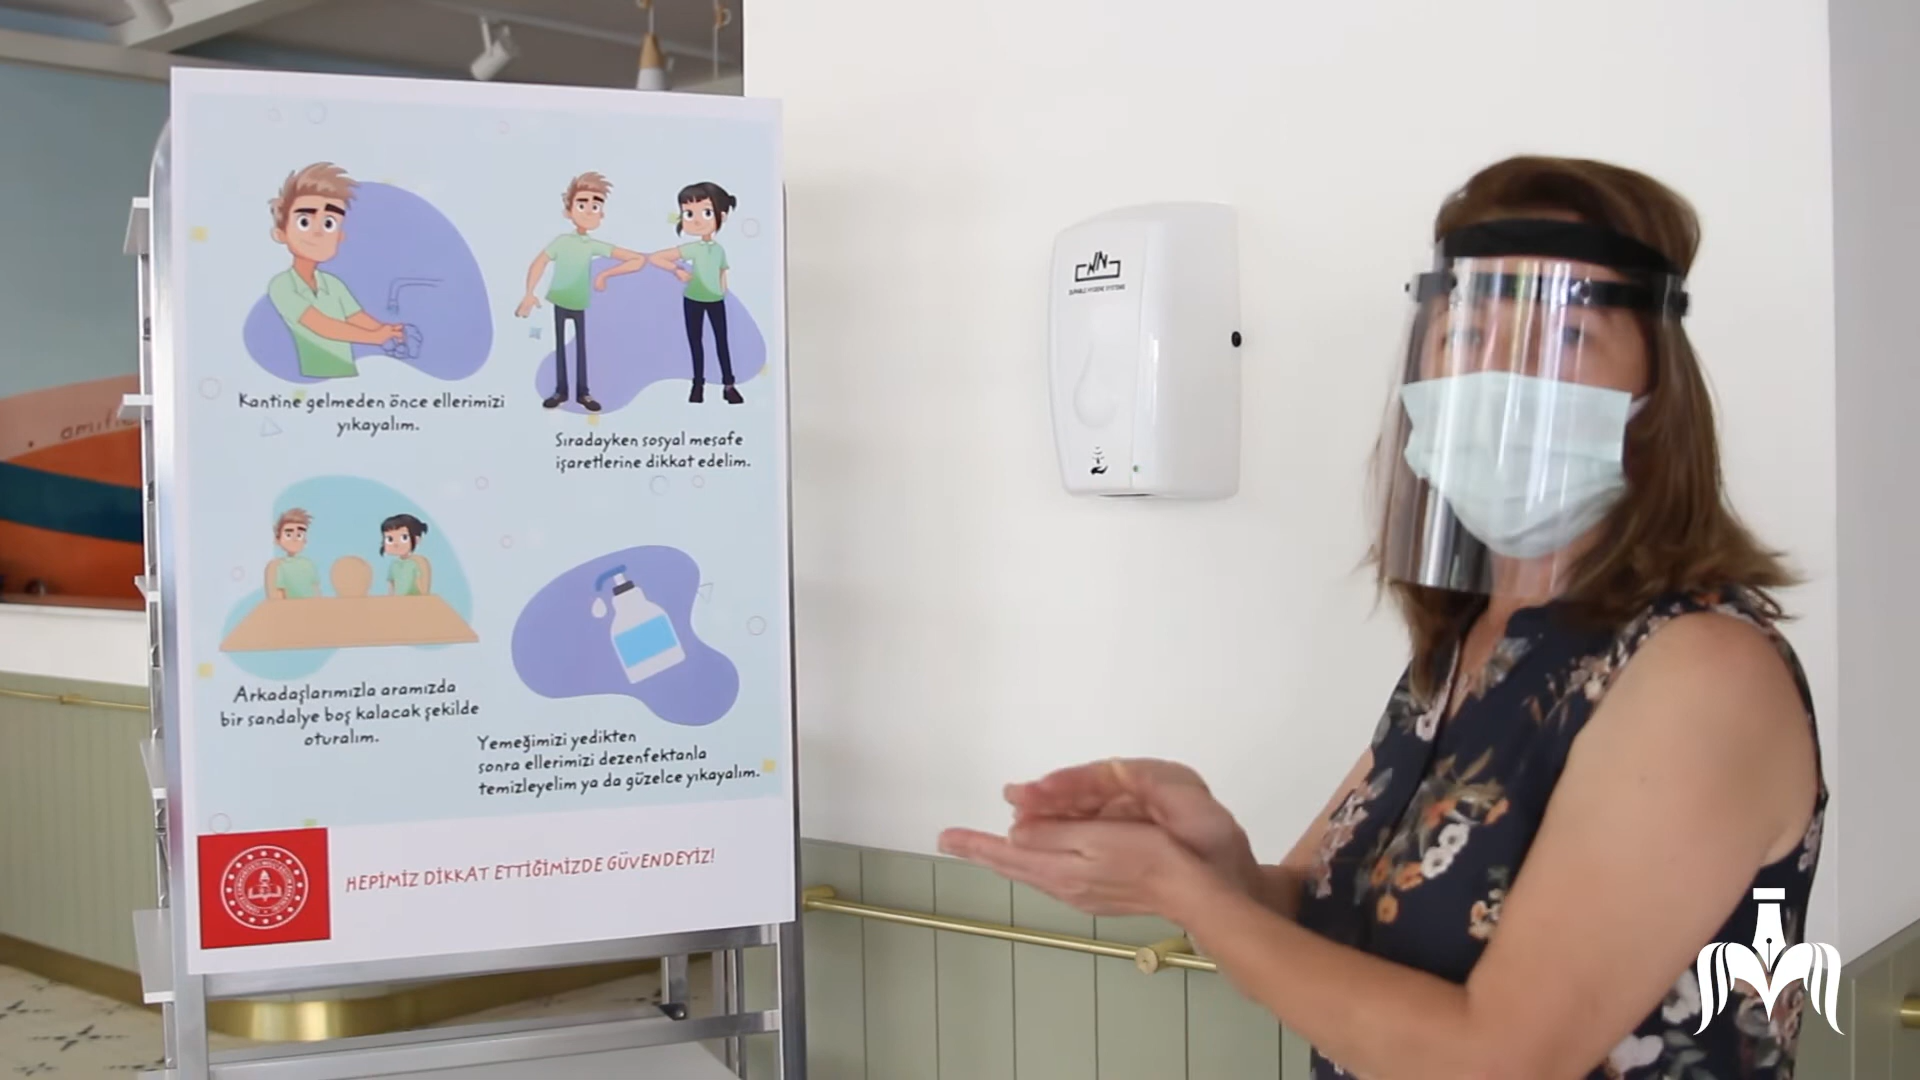 Kantine gelmeden önce ellerimizi
yıkayalım.
Sıradayken sosyal mesafe
işaretlerine dikkat edelim.
Arkadaşlarımızla aramızda
bir sandalye boş kalacak şekilde
oturalım.
Yemeğimizi yedikten
sonra ellerimizi dezenfektanla
temizleyelim ya da güzelce yıkayalım.
HEPİMİZ DİKKAT ETTİĞİMİZDE GÜVENDEYİZ!